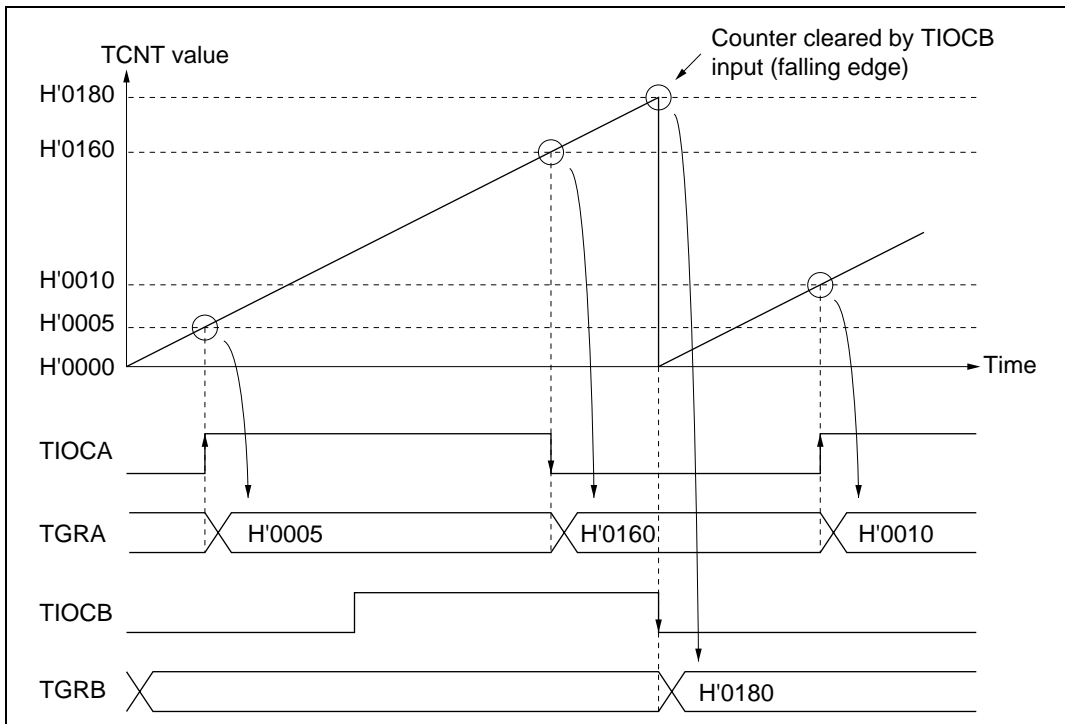 Counter cleared by TIOCB
input (falling edge)
TCNT value
H'0180
H'0160
H'0010
H'0005
H'0000
Time
TIOCA
TGRA
H'0005
H'0160
H'0010
TIOCB
TGRB
H'0180